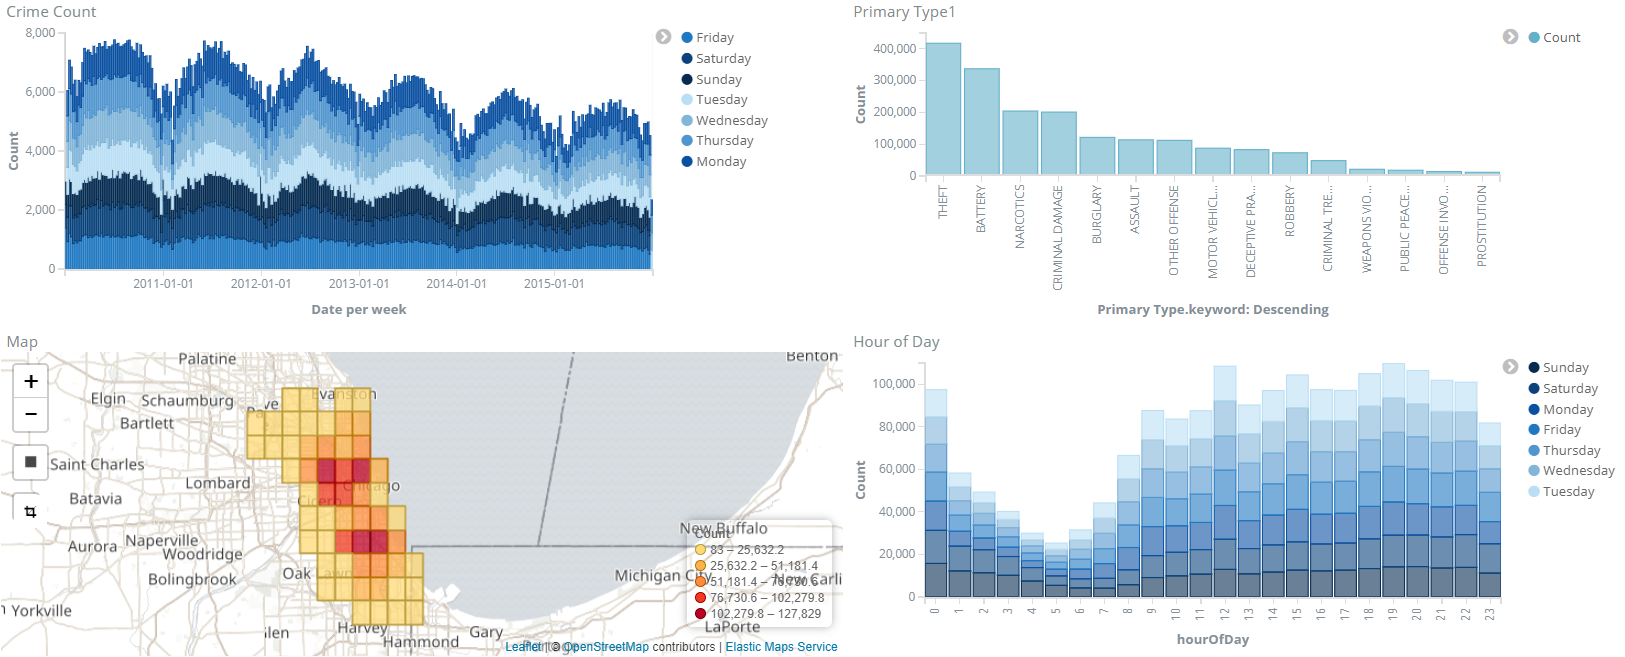 Crime Count
8,000
6,000
4,000
2,000
0
Count
2011-01-01 2012-01-01 2013-01-01 2014-01-01 2015-01-01
Date per week
Friday
Saturday
Sunday
Tuesday
Wednesday
Thursday
Monday
Primary Type1
400,000
300,000
200,000
100,000
0
Count
THEFT
BATTERY
NARCOTICS
CRIMINAL DAMAGE
BURGLARY
ASSAULT
OTHER OFFENSE
MOTOR VEHICL...
DECEPTIVE PRA...
ROBBERY
CRIMINAL TRE...
WEAPONS VIO...
PUBLIC PEACE...
OFFENSE INVO...
PROSTITUTION
Primary Type.keyword: Descending
Count
Map
+
−
Palatine
Benton
Elgin Schaumburg
Evanston
Bartlett
Saint Charles
Lombard
Chicago
Batavia
Cicero
New Buffalo
Aurora Naperville
Woodridge
Bolingbrook
Oak Lawn
Michigan City
Yorkville
Harvey
Gary
Hammond
LaPorte
Count
83 – 25,632.2
25,632.2 – 51,181.4
51,181.4 – 76,730.6
76,730.6 – 102,279.8
102,279.8 – 127,829
Leaflet | © OpenStreetMap contributors | Elastic Maps Service
Hour of Day
100,000
80,000
60,000
40,000
20,000
0
Count
0 1 2 3 4 5 6 7 8 9 10 11 12 13 14 15 16 17 18 19 20 21 22 23
hourOfDay
Sunday
Saturday
Monday
Friday
Thursday
Wednesday
Tuesday